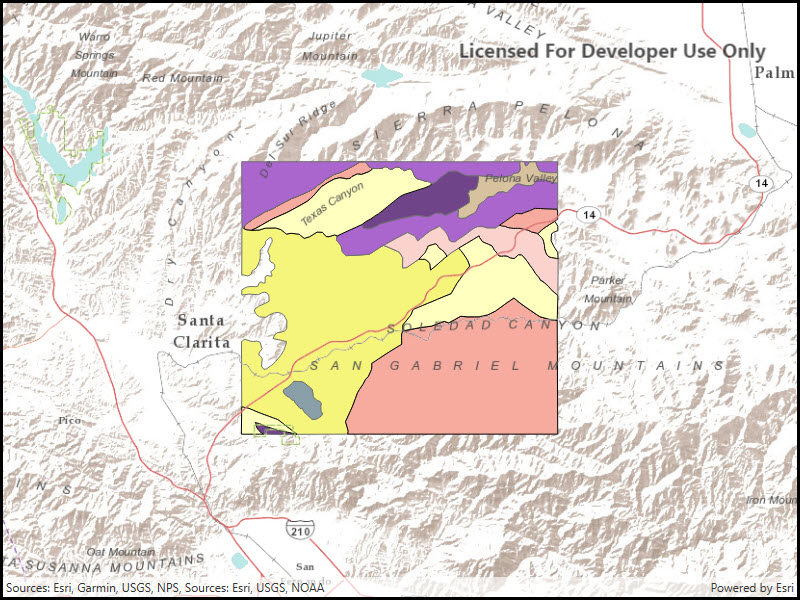 A VALLEY
Warro
Springs
Mountain
Jupiter
Mountain
Licensed For Developer Use Only
Palm
Red Mountain
Del Sur Ridge
SIERRA PELONA
Dry Canyon
Texas Canyon
Pelona Valley
14
14
Parker
Mountain
Santa
Clarita
SOLEDAD CANYON
SAN GABRIEL MOUNTAINS
Pico
INS
Iron Moun
210
Oat Mountain
TA SUSANNA MOUNTAINS
San
Sources: Esri, Garmin, USGS, NPS, Sources: Esri, USGS, NOAA
Powered by Esri